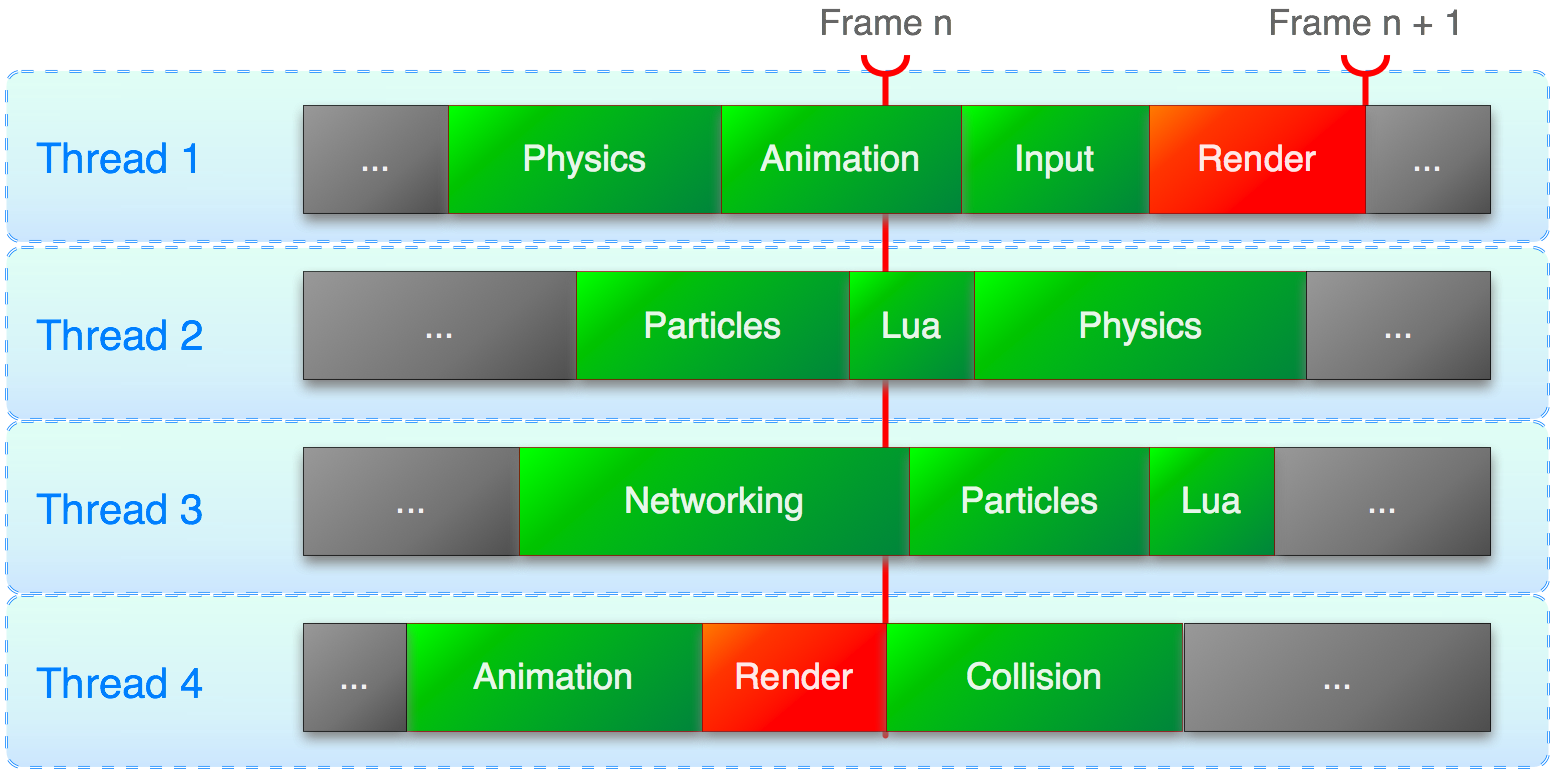 Frame n Frame n + 1
Thread 1 ... Physics Animation Input Render ...
Thread 2 ... Particles Lua Physics ...
Thread 3 ... Networking Particles Lua ...
Thread 4 ... Animation Render Collision ...